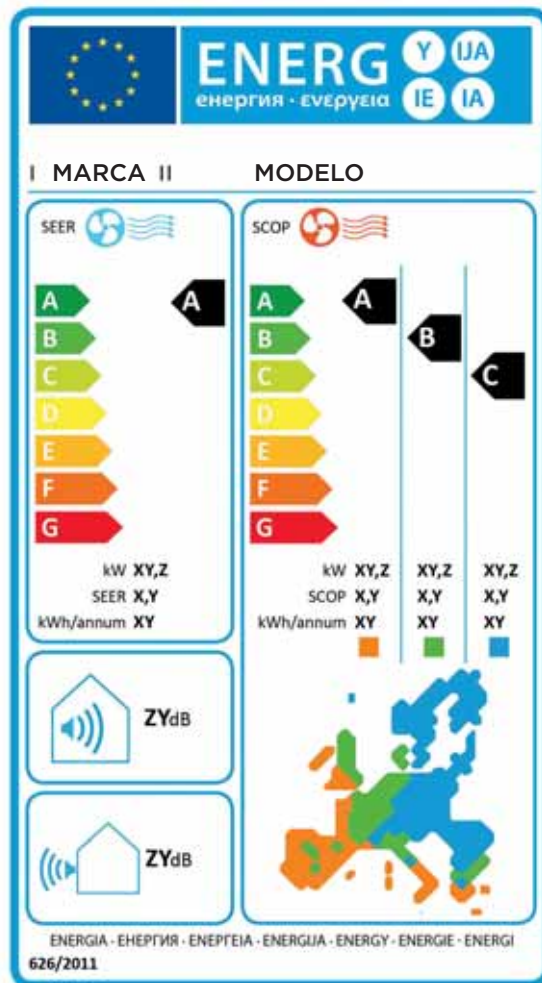 ENERG Y IJA
енергия · ενεργεια IE IA
I MARCA II MODELO
SEER
A A
B
C
D
E
F
G
kW XY,Z
SEER X,Y
kWh/annum XY
SCOP
A A
B B
C C
D
E
F
G
kW XY,Z XY,Z XY,Z
SCOP X,Y X,Y X,Y
kWh/annum XY XY XY
ZYdB
ZYdB
ENERGIA · ЕНЕРГИЯ · ΕΝΕΡΓΕΙΑ · ENERGIJA · ENERGY · ENERGIE · ENERGI
626/2011